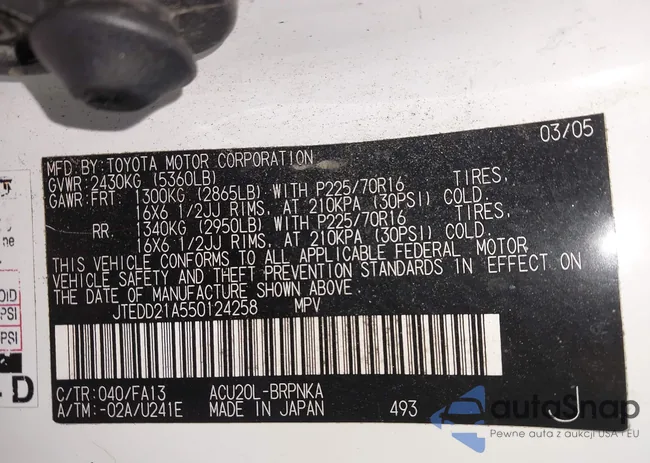 03/05
MFD. BY: TOYOTA MOTOR CORPORATION
GVWR: 2430KG (5360LB)
GAWR: FRT. 1300KG (2865LB) WITH P225/70R16 TIRES,
16X6 1/2JJ RIMS, AT 210KPA (30PSI) COLD.
RR. 1340KG (2950LB) WITH P225/70R16 TIRES,
16X6 1/2JJ RIMS, AT 210KPA (30PSI) COLD.
THIS VEHICLE CONFORMS TO ALL APPLICABLE FEDERAL MOTOR
VEHICLE SAFETY AND THEFT PREVENTION STANDARDS IN EFFECT ON
THE DATE OF MANUFACTURE SHOWN ABOVE.
JTEDD21A550124258 MPV
C/TR: 040/FA13 ACU20L-BRPNKA
A/TM: -02A/U241E MADE IN JAPAN 493 J
ne
PSI
PSI
D
autoSnap
Pewne auta z aukcji USA i EU